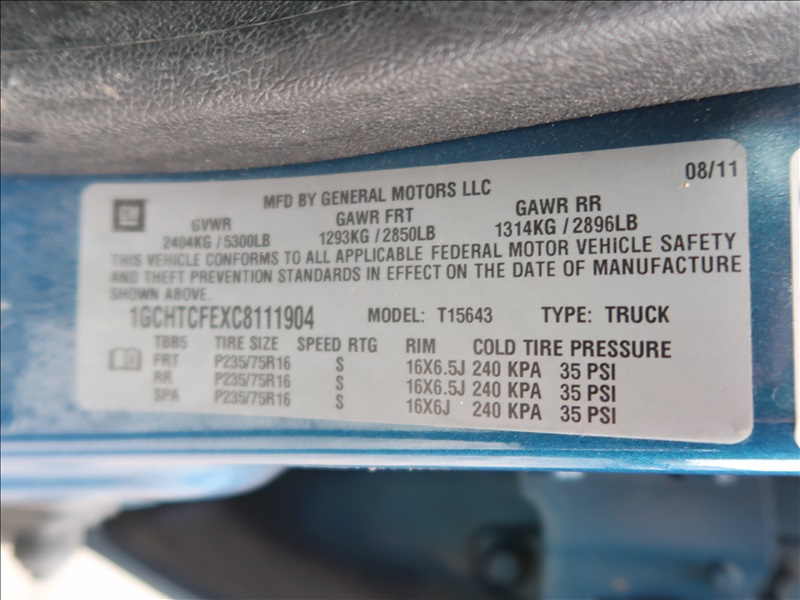 MFD BY GENERAL MOTORS LLC 08/11
GM
GVWR GAWR FRT GAWR RR
2404KG / 5300LB 1293KG / 2850LB 1314KG / 2896LB
THIS VEHICLE CONFORMS TO ALL APPLICABLE FEDERAL MOTOR VEHICLE SAFETY
AND THEFT PREVENTION STANDARDS IN EFFECT ON THE DATE OF MANUFACTURE
SHOWN ABOVE.
1GCHTCFEXC8111904 MODEL: T15643 TYPE: TRUCK
TBB5 TIRE SIZE SPEED RTG RIM COLD TIRE PRESSURE
FRT P235/75R16 S 16X6.5J 240 KPA 35 PSI
RR P235/75R16 S 16X6.5J 240 KPA 35 PSI
SPA P235/75R16 S 16X6J 240 KPA 35 PSI